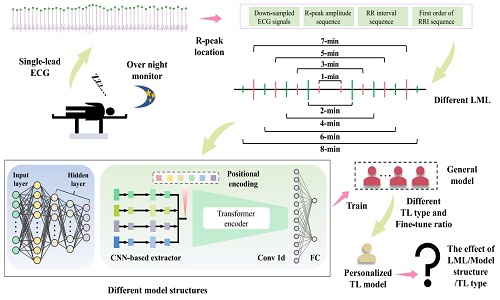 Down-sampled
ECG signals
R-peak amplitude
sequence
RR interval
sequence
First order of
RRI sequence
R-peak
location
Single-lead
ECG
ZZZ...
Over night
monitor
7-min
5-min
3-min
1-min
2-min
4-min
6-min
8-min
Different LML
Input
layer
Hidden
layer
Positional
encoding
Transformer
encoder
CNN-based extractor
Conv 1d
FC
Different model structures
Train
General
model
Different
TL type and
Fine-tune ratio
Personalized
TL model
?
The effect of
LML/Model
structure
/TL type